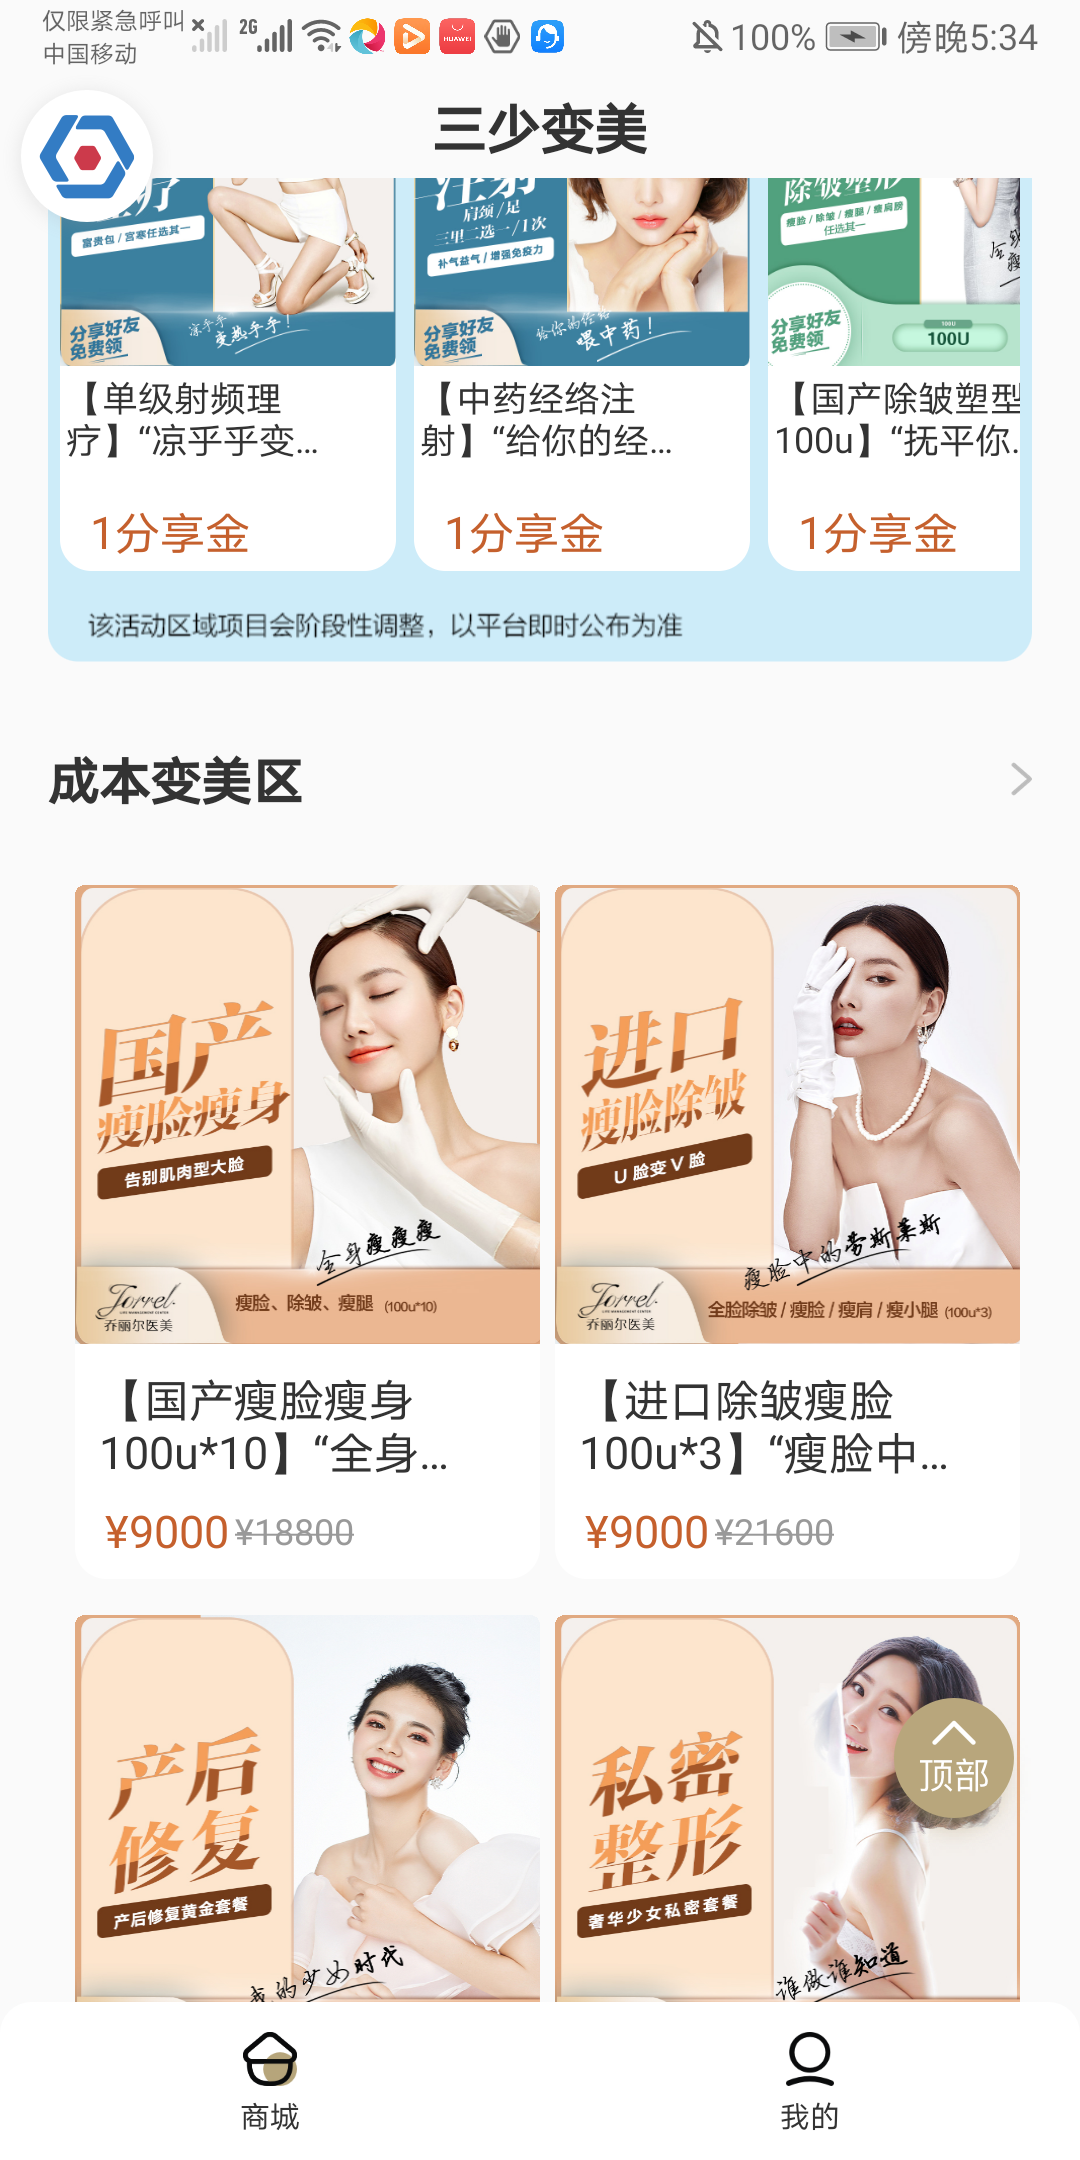 仅限紧急呼叫
中国移动
2G
HUAWEI
100%
傍晚5:34
三少变美
富贵包 / 宫寒任选其一
分享好友
免费领
凉乎乎
变热乎乎!
注射
肩颈/足
三里二选一/1次
补气益气 / 增强免疫力
分享好友
免费领
给你的经络
喂中药!
除皱塑形
瘦脸 / 除皱 / 瘦腿 / 瘦肩膀
任选其一
分享好友
免费领
100U
100U
【单级射频理
疗】“凉乎乎变...
1分享金
【中药经络注
射】“给你的经...
1分享金
【国产除皱塑型
100u】“抚平你.
1分享金
该活动区域项目会阶段性调整，以平台即时公布为准
成本变美区
国产
瘦脸瘦身
告别肌肉型大脸
全身瘦瘦瘦
Jorrel
LIFE MANAGEMENT CENTER
乔丽尔医美
瘦脸、除皱、瘦腿 (100u*10)
【国产瘦脸瘦身
100u*10】“全身...
¥9000 ¥18800
进口
瘦脸除皱
U 脸变 V 脸
瘦脸中的劳斯莱斯
Jorrel
LIFE MANAGEMENT CENTER
乔丽尔医美
全脸除皱 / 瘦脸 / 瘦肩 / 瘦小腿 (100u*3)
【进口除皱瘦脸
100u*3】“瘦脸中...
¥9000 ¥21600
产后
修复
产后修复黄金套餐
我的少女时代
私密
整形
奢华少女私密套餐
谁做谁知道
顶部
商城
我的